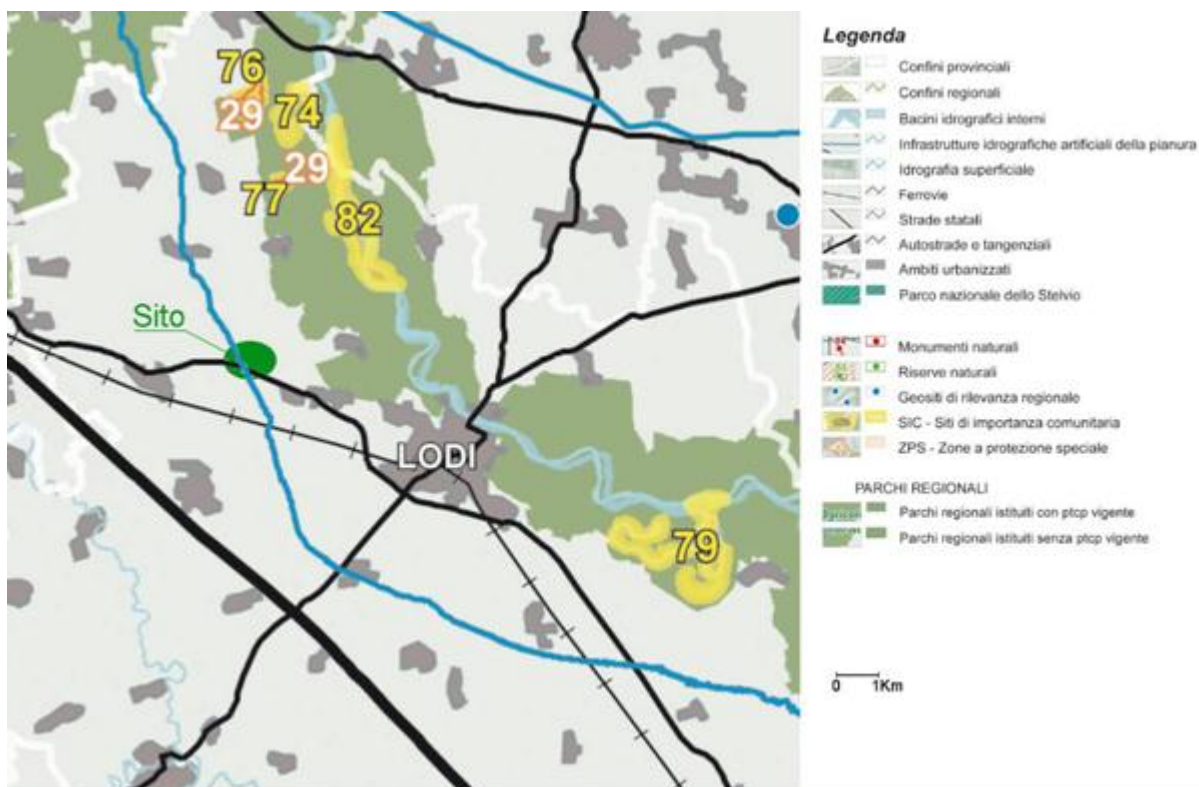 76
29
74
29
77
82
Sito
LODI
79
Legenda
Confini provinciali
Confini regionali
Bacini idrografici interni
Infrastrutture idrografiche artificiali della pianura
Idrografia superficiale
Ferrovie
Strade statali
Autostrade e tangenziali
Ambiti urbanizzati
Parco nazionale dello Stelvio
Monumenti naturali
Riserve naturali
Geositi di rilevanza regionale
SIC - Siti di importanza comunitaria
ZPS - Zone a protezione speciale
PARCHI REGIONALI
Parchi regionali istituiti con ptcp vigente
Parchi regionali istituiti senza ptcp vigente
0 1Km